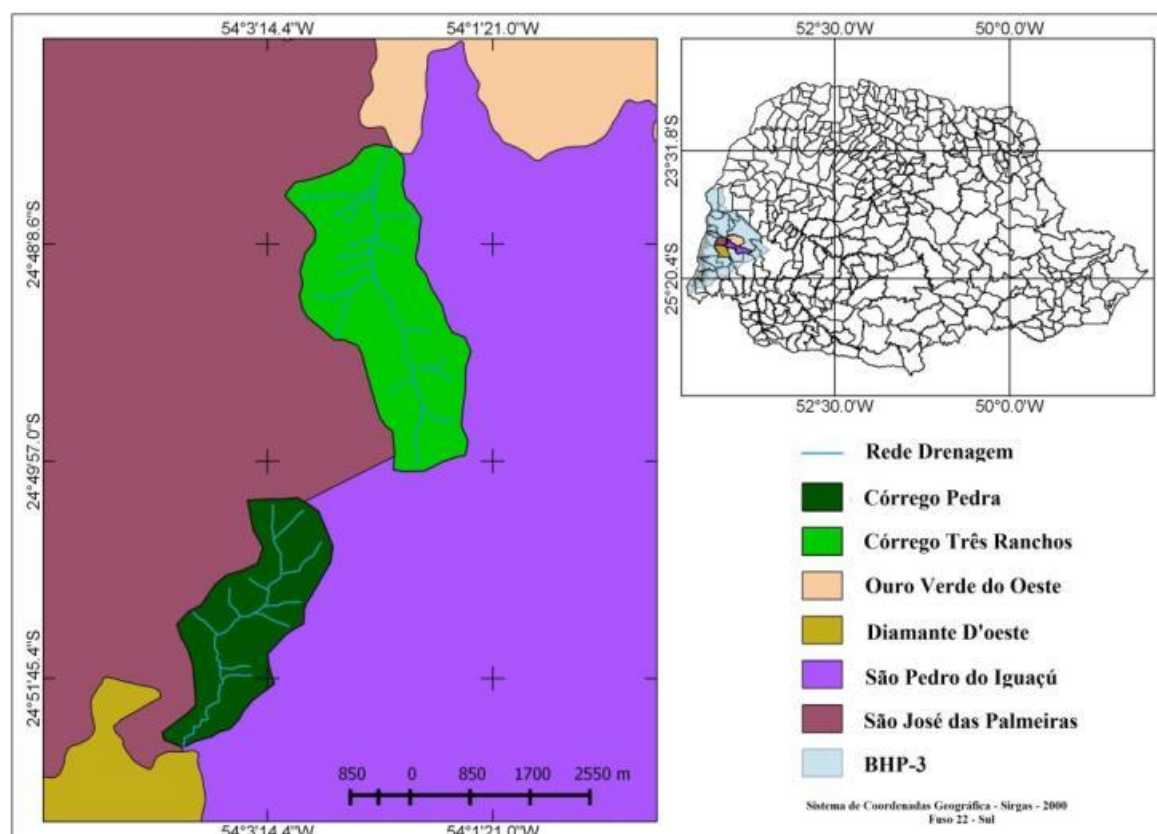 54°3'14.4"W 54°1'21.0"W
52°30.0'W 50°0.0'W
24°48'8.6"S
24°49'57.0"S
24°51'45.4"S
23°31.8'S
25°20.4'S
52°30.0'W 50°0.0'W
Rede Drenagem
Córrego Pedra
Córrego Três Ranchos
Ouro Verde do Oeste
Diamante D'oeste
São Pedro do Iguaçú
São José das Palmeiras
BHP-3
850 0 850 1700 2550 m
Sistema de Coordenadas Geográfica - Sirgas - 2000
Fuso 22 - Sul
54°3'14.4"W 54°1'21.0"W